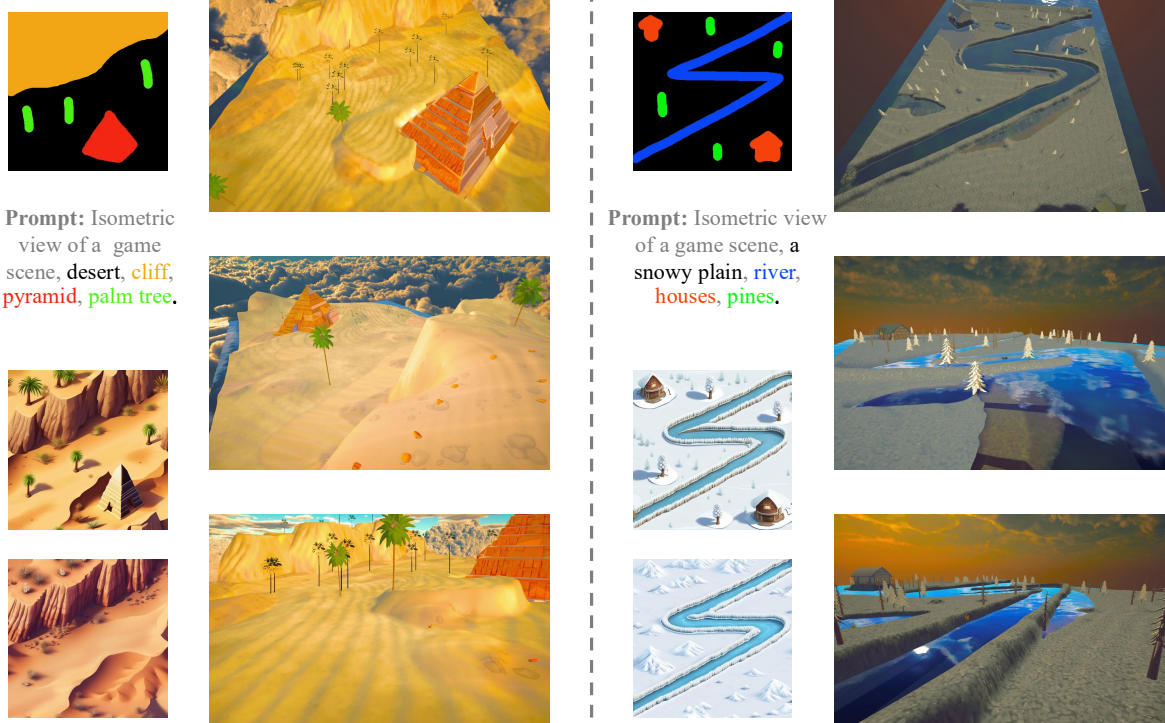 Prompt: Isometric
view of a game
scene, desert, cliff,
pyramid, palm tree.
Prompt: Isometric view
of a game scene, a
snowy plain, river,
houses, pines.